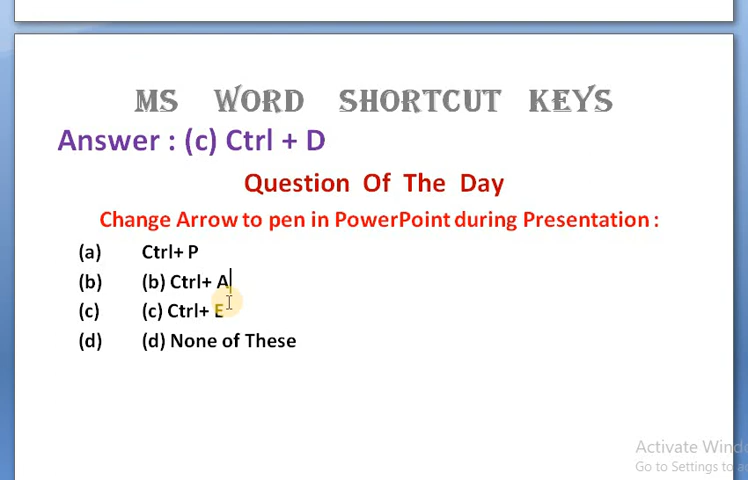 MS WORD SHORTCUT KEYS
Answer : (c) Ctrl + D
Question Of The Day
Change Arrow to pen in PowerPoint during Presentation :
(a) Ctrl+ P
(b) (b) Ctrl+ A
(c) (c) Ctrl+ E
(d) (d) None of These
Activate Windo
Go to Settings to a